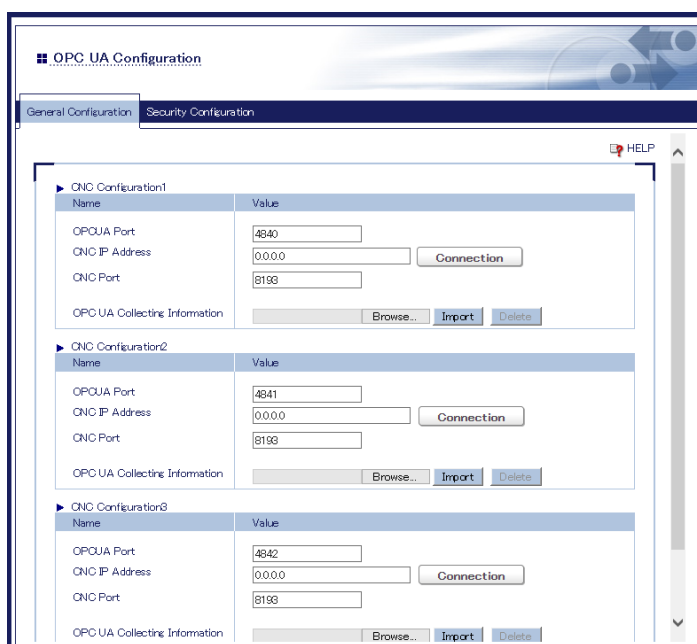 OPC UA Configuration
General Configuration Security Configuration
HELP
CNC Configuration1
Name Value
OPCUA Port 4840
CNC IP Address 0.0.0.0 Connection
CNC Port 8193
OPC UA Collecting Information Browse... Import Delete
CNC Configuration2
Name Value
OPCUA Port 4841
CNC IP Address 0.0.0.0 Connection
CNC Port 8193
OPC UA Collecting Information Browse... Import Delete
CNC Configuration3
Name Value
OPCUA Port 4842
CNC IP Address 0.0.0.0 Connection
CNC Port 8193
OPC UA Collecting Information Browse... Import Delete